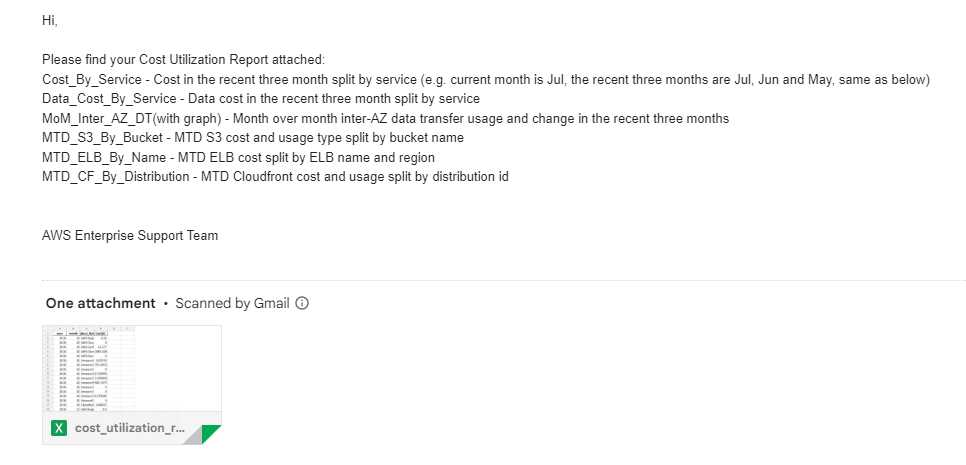 Hi,
Please find your Cost Utilization Report attached:
Cost_By_Service - Cost in the recent three month split by service (e.g. current month is Jul, the recent three months are Jul, Jun and May, same as below)
Data_Cost_By_Service - Data cost in the recent three month split by service
MoM_Inter_AZ_DT(with graph) - Month over month inter-AZ data transfer usage and change in the recent three months
MTD_S3_By_Bucket - MTD S3 cost and usage type split by bucket name
MTD_ELB_By_Name - MTD ELB cost split by ELB name and region
MTD_CF_By_Distribution - MTD Cloudfront cost and usage split by distribution id
AWS Enterprise Support Team
One attachment • Scanned by Gmail
X cost_utilization_r...